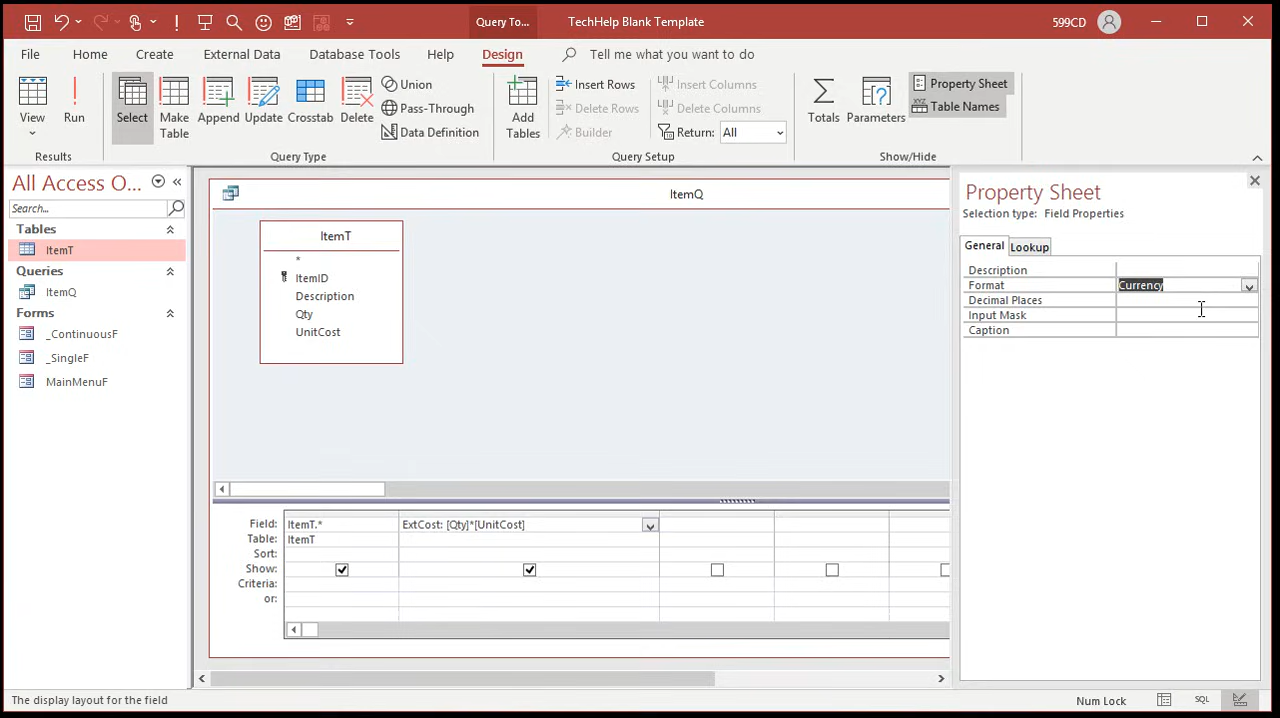 Query To...
TechHelp Blank Template
599CD
File
Home
Create
External Data
Database Tools
Help
Design
Tell me what you want to do
View
Run
Select
Make
Table
Append
Update
Crosstab
Delete
Union
Pass-Through
Data Definition
Add
Tables
Insert Rows
Delete Rows
Builder
Insert Columns
Delete Columns
Return: All
Totals
Parameters
Property Sheet
Table Names
Results
Query Type
Query Setup
Show/Hide
All Access O...
Search...
Tables
ItemT
Queries
ItemQ
Forms
_ContinuousF
_SingleF
MainMenuF
ItemQ
ItemT
*
ItemID
Description
Qty
UnitCost
Field: ItemT.* ExtCost: [Qty]*[UnitCost]
Table: ItemT
Sort:
Show:
Criteria:
or:
Property Sheet
Selection type: Field Properties
General Lookup
Description
Format Currency
Decimal Places
Input Mask
Caption
The display layout for the field
Num Lock
SQL